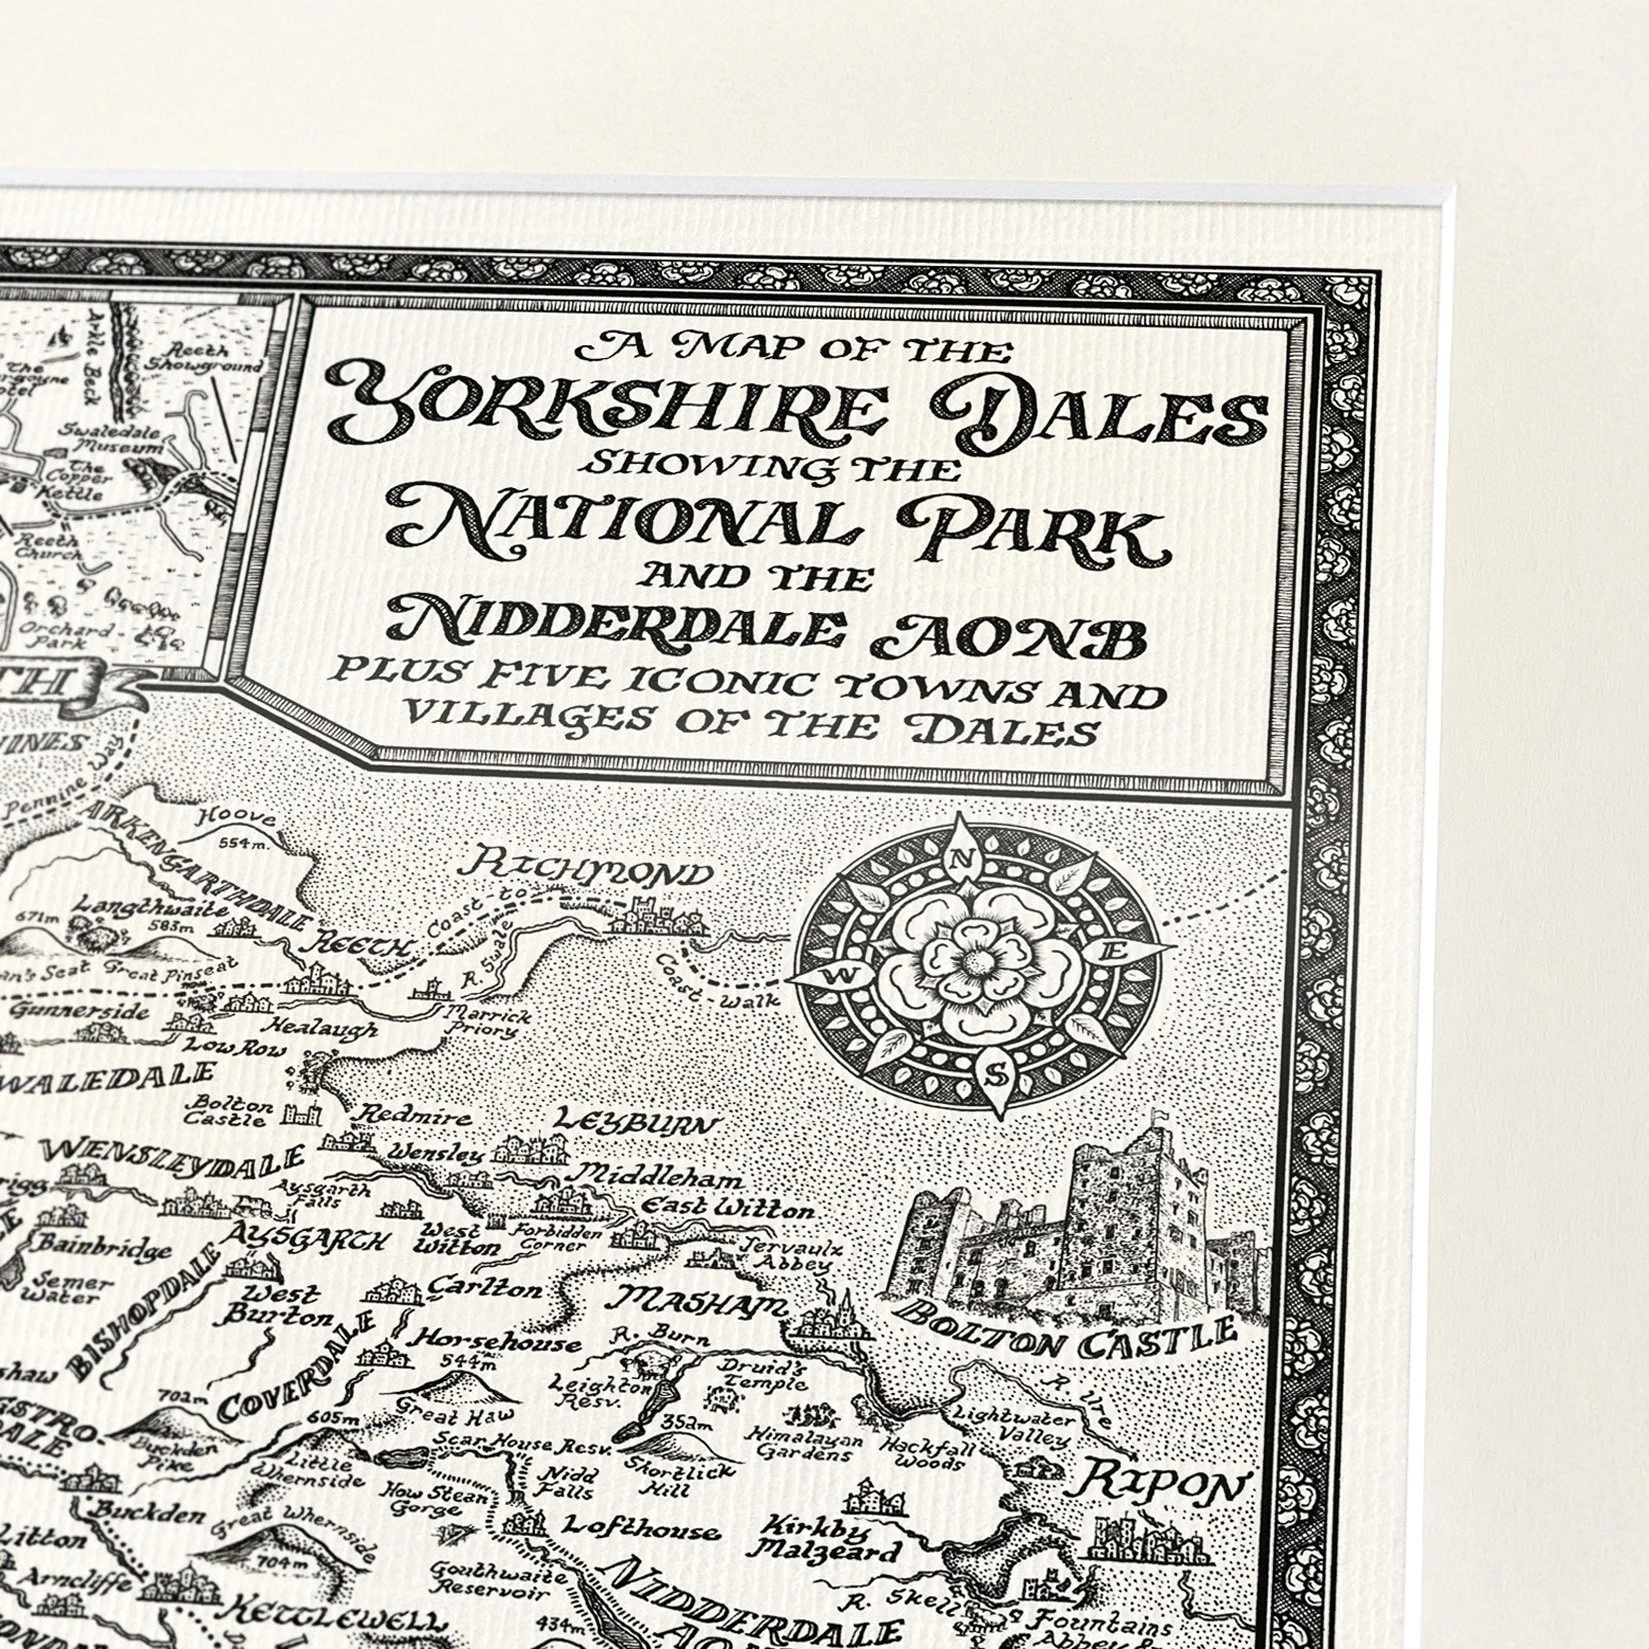 A MAP OF THE
YORKSHIRE DALES
SHOWING THE
NATIONAL PARK
AND THE
NIDDERDALE AONB
PLUS FIVE ICONIC TOWNS AND
VILLAGES OF THE DALES
Arkle Beck
Reeth
Showground
The
Swaledale
Museum
The
Copper
Kettle
Reeth
Church
Orchard
Park
Pennine Way
ARKENGARTHDALE
Hoove
554m.
RICHMOND
Coast-to-
Langthwaite
671m
583m
REETH
R. Swale
Great Pinseat
Coast-Walk
Gunnerside
Healaugh
Marrick
Priory
Low Row
N
E
S
W
Bolton
Castle
Redmire
LEYBURN
WENSLEYDALE
Wensley
Middleham
Aysgarth
Falls
East Witton
AYSGARTH
West
Witton
Forbidden
Corner
Bainbridge
Jervaulx
Abbey
Semer
Water
BISHOPDALE
West
Burton
Carlton
MASHAM
BOLTON CASTLE
COVERDALE
Horsehouse
R. Burn
544m
Great Haw
Leighton
Resv.
Druid's
Temple
R. Ure
702m
Buckden
Pike
605m
Little
Whernside
Scar House Resv.
352m
Shortlick
Hill
Himalayan
Gardens
Hackfall
Woods
Lightwater
Valley
How Stean
Gorge
Nidd
Falls
RIPON
Buckden
Great Whernside
704m
Lofthouse
Kirkby
Malzeard
Litton
Arncliffe
Gouthwaite
Reservoir
NIDDERDALE
R. Skell
Fountains
Abbey &
KETTLEWELL
434m